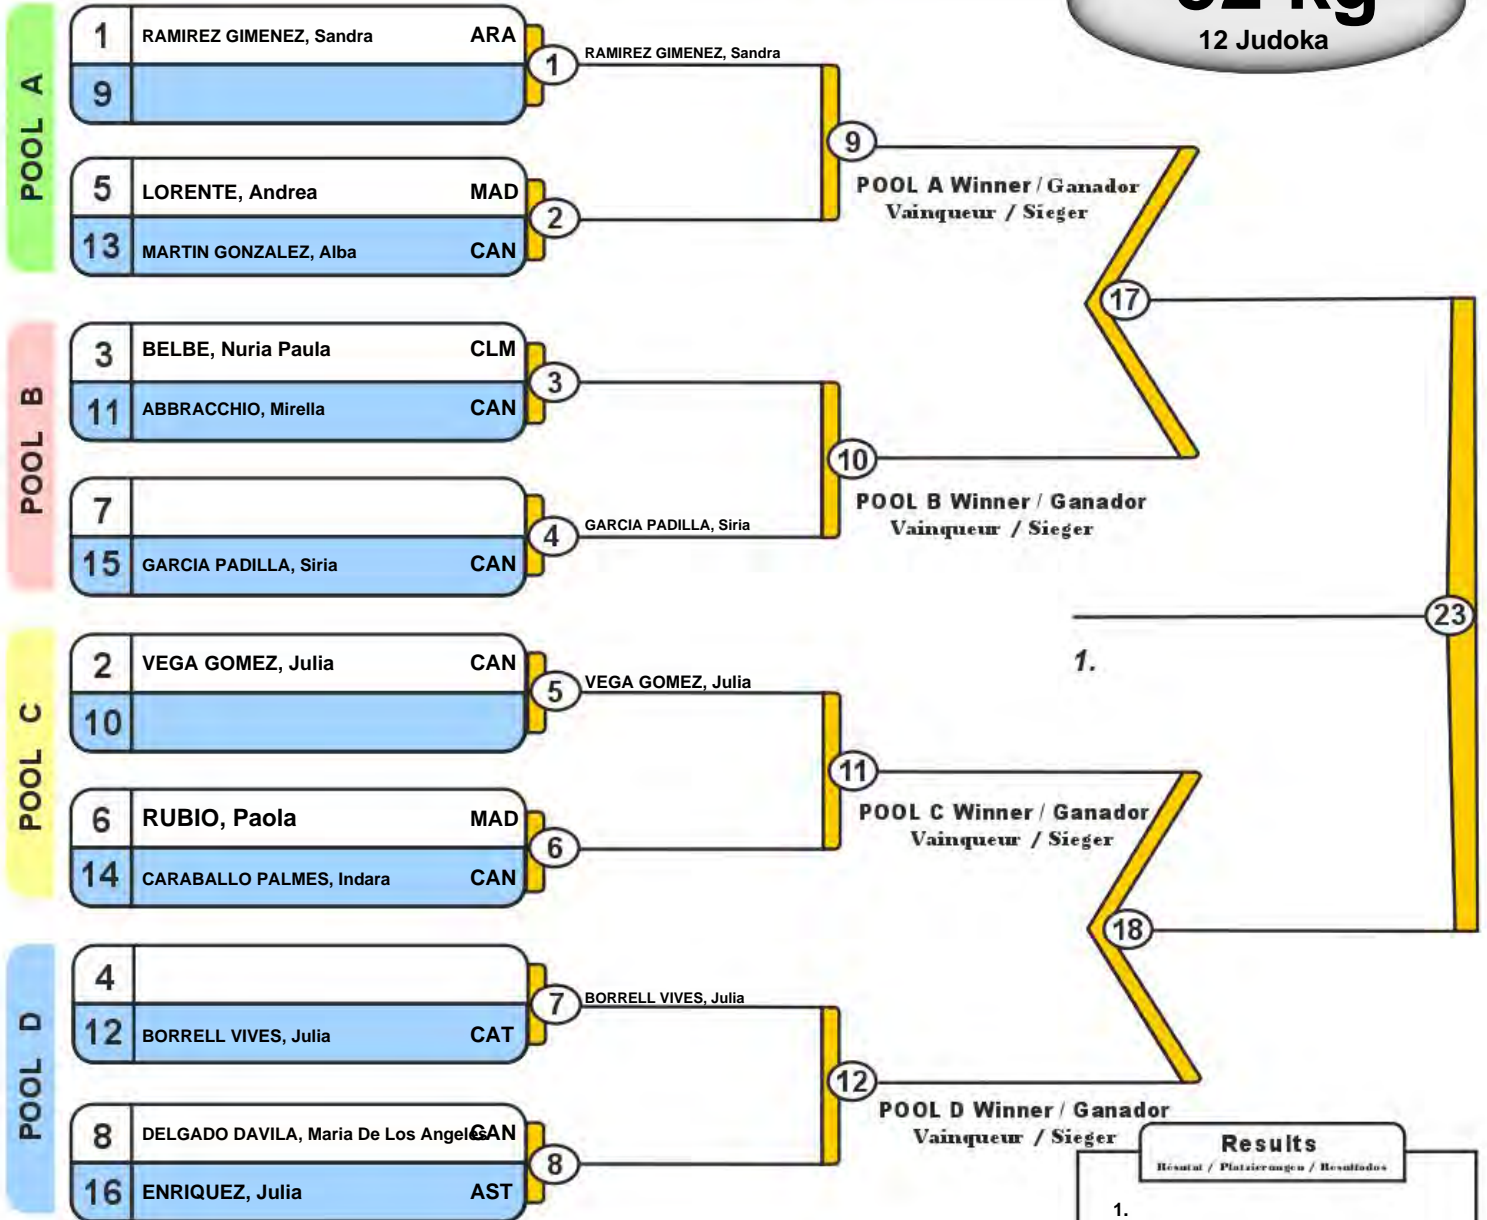 12 Judoka
POOL A
1 RAMIREZ GIMENEZ, Sandra ARA
9
1 RAMIREZ GIMENEZ, Sandra
5 LORENTE, Andrea MAD
13 MARTIN GONZALEZ, Alba CAN
2
9
POOL A Winner / Ganador
Vainqueur / Sieger
POOL B
3 BELBE, Nuria Paula CLM
11 ABBRACCHIO, Mirella CAN
3
7
15 GARCIA PADILLA, Siria CAN
4 GARCIA PADILLA, Siria
10
POOL B Winner / Ganador
Vainqueur / Sieger
17
23
1.
POOL C
2 VEGA GOMEZ, Julia CAN
10
5 VEGA GOMEZ, Julia
6 RUBIO, Paola MAD
14 CARABALLO PALMES, Indara CAN
6
11
POOL C Winner / Ganador
Vainqueur / Sieger
18
POOL D
4
12 BORRELL VIVES, Julia CAT
7 BORRELL VIVES, Julia
8 DELGADO DAVILA, Maria De Los Angeles CAN
16 ENRIQUEZ, Julia AST
8
12
POOL D Winner / Ganador
Vainqueur / Sieger
Results
Résutat / Platzierungen / Resultados
1.